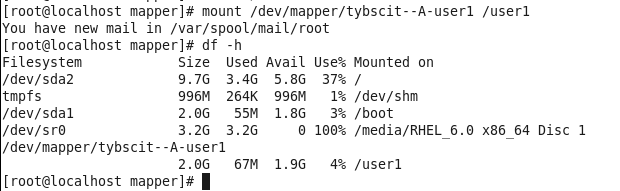 [root@localhost mapper]# mount /dev/mapper/tybscit--A-user1 /user1
You have new mail in /var/spool/mail/root
[root@localhost mapper]# df -h
Filesystem            Size  Used Avail Use% Mounted on
/dev/sda2             9.7G  3.4G  5.8G  37% /
tmpfs                 996M  264K  996M   1% /dev/shm
/dev/sda1             2.0G   55M  1.8G   3% /boot
/dev/sr0              3.2G  3.2G     0 100% /media/RHEL_6.0 x86_64 Disc 1
/dev/mapper/tybscit--A-user1
                      2.0G   67M  1.9G   4% /user1
[root@localhost mapper]#